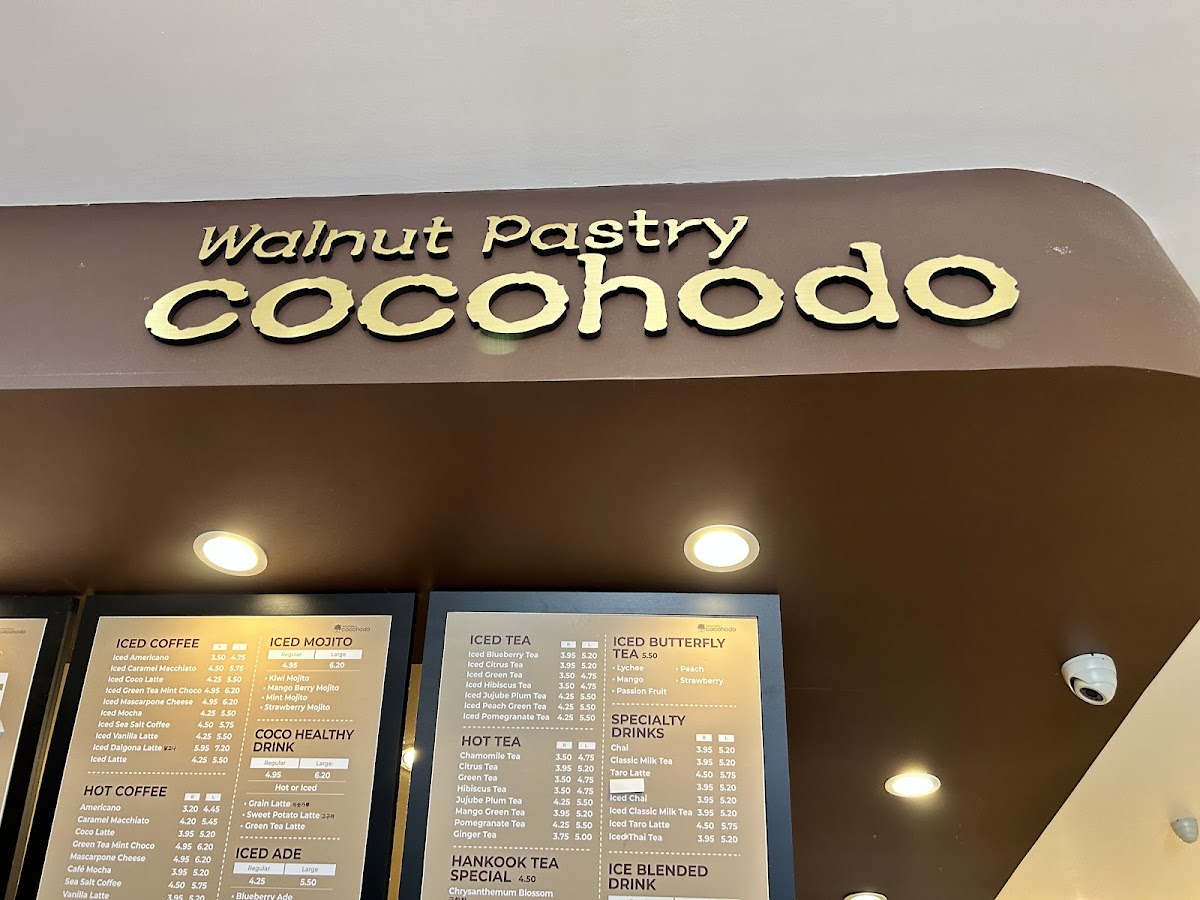 Walnut Pastry
cocohodo
cocohodo
ICED COFFEE R L
Iced Americano 3.50 4.75
Iced Caramel Macchiato 4.50 5.75
Iced Coco Latte 4.25 5.50
Iced Green Tea Mint Choco 4.95 6.20
Iced Mascarpone Cheese 4.95 6.20
Iced Mocha 4.25 5.50
Iced Sea Salt Coffee 4.50 5.75
Iced Vanilla Latte 4.25 5.50
Iced Dalgona Latte 달고나 5.95 7.20
Iced Latte 4.25 5.50
HOT COFFEE R L
Americano 3.20 4.45
Caramel Macchiato 4.20 5.45
Coco Latte 3.95 5.20
Green Tea Mint Choco 4.95 6.20
Mascarpone Cheese 4.95 6.20
Café Mocha 3.95 5.20
Sea Salt Coffee 4.50 5.75
Vanilla Latte 3.95 5.20
cocohodo
ICED MOJITO
Regular Large
4.95 6.20
• Kiwi Mojito
• Mango Berry Mojito
• Mint Mojito
• Strawberry Mojito
COCO HEALTHY
DRINK
Regular Large
4.95 6.20
Hot or Iced
• Grain Latte
• Sweet Potato Latte 고구마
• Green Tea Latte
ICED ADE
Regular Large
4.25 5.50
• Blueberry Ade
ICED TEA R L
Iced Blueberry Tea 3.95 5.20
Iced Citrus Tea 3.95 5.20
Iced Green Tea 3.50 4.75
Iced Hibiscus Tea 3.50 4.75
Iced Jujube Plum Tea 4.25 5.50
Iced Peach Green Tea 4.25 5.50
Iced Pomegranate Tea 4.25 5.50
HOT TEA R L
Chamomile Tea 3.50 4.75
Citrus Tea 3.95 5.20
Green Tea 3.50 4.75
Hibiscus Tea 3.50 4.75
Jujube Plum Tea 4.25 5.50
Mango Green Tea 3.95 5.20
Pomegranate Tea 4.25 5.50
Ginger Tea 3.75 5.00
HANKOOK TEA
SPECIAL 4.50
Chrysanthemum Blossom
cocohodo
ICED BUTTERFLY
TEA 5.50
• Lychee • Peach
• Mango • Strawberry
• Passion Fruit
SPECIALTY
DRINKS R L
Chai 3.95 5.20
Classic Milk Tea 3.95 5.20
Taro Latte 4.50 5.75
3.95 5.20
Iced Chai 3.95 5.20
Iced Classic Milk Tea 3.95 5.20
Iced Taro Latte 4.50 5.75
Iced Thai Tea 3.95 5.20
ICE BLENDED
DRINK